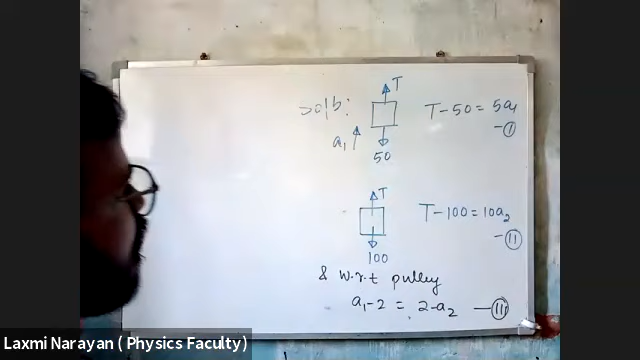 Solⁿ:
T
T-50 = 5a₁
-Ⓘ
a₁
50
T
T-100 = 10a₂
-Ⓘⓘ
100
& w.r.t pulley
a₁-2 = 2-a₂ -Ⓘⓘⓘ
Laxmi Narayan ( Physics Faculty)